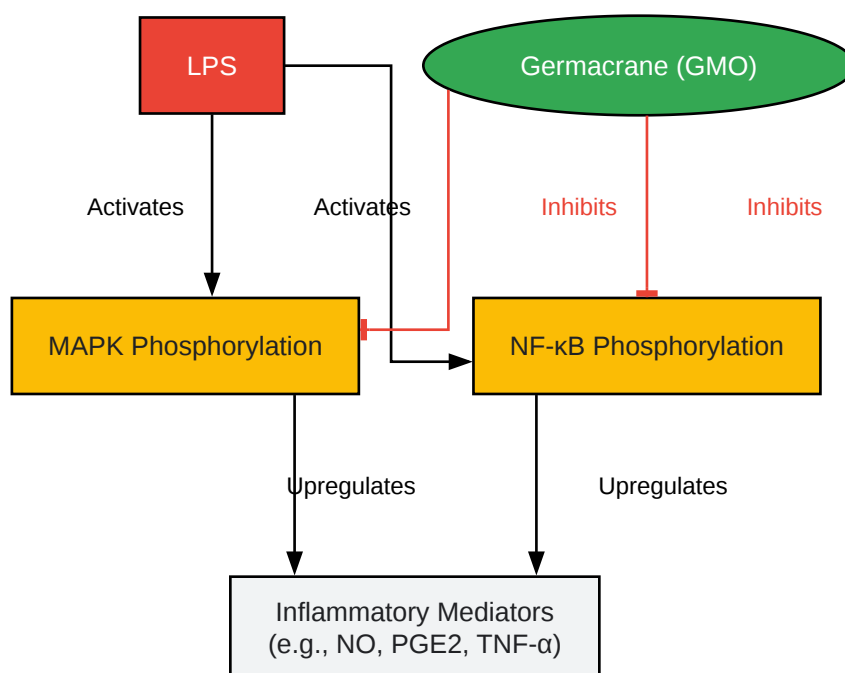 LPS
Germacrane (GMO)
Activates
Activates
Inhibits
Inhibits
MAPK Phosphorylation
NF-κB Phosphorylation
Upregulates
Upregulates
Inflammatory Mediators
(e.g., NO, PGE2, TNF-α)